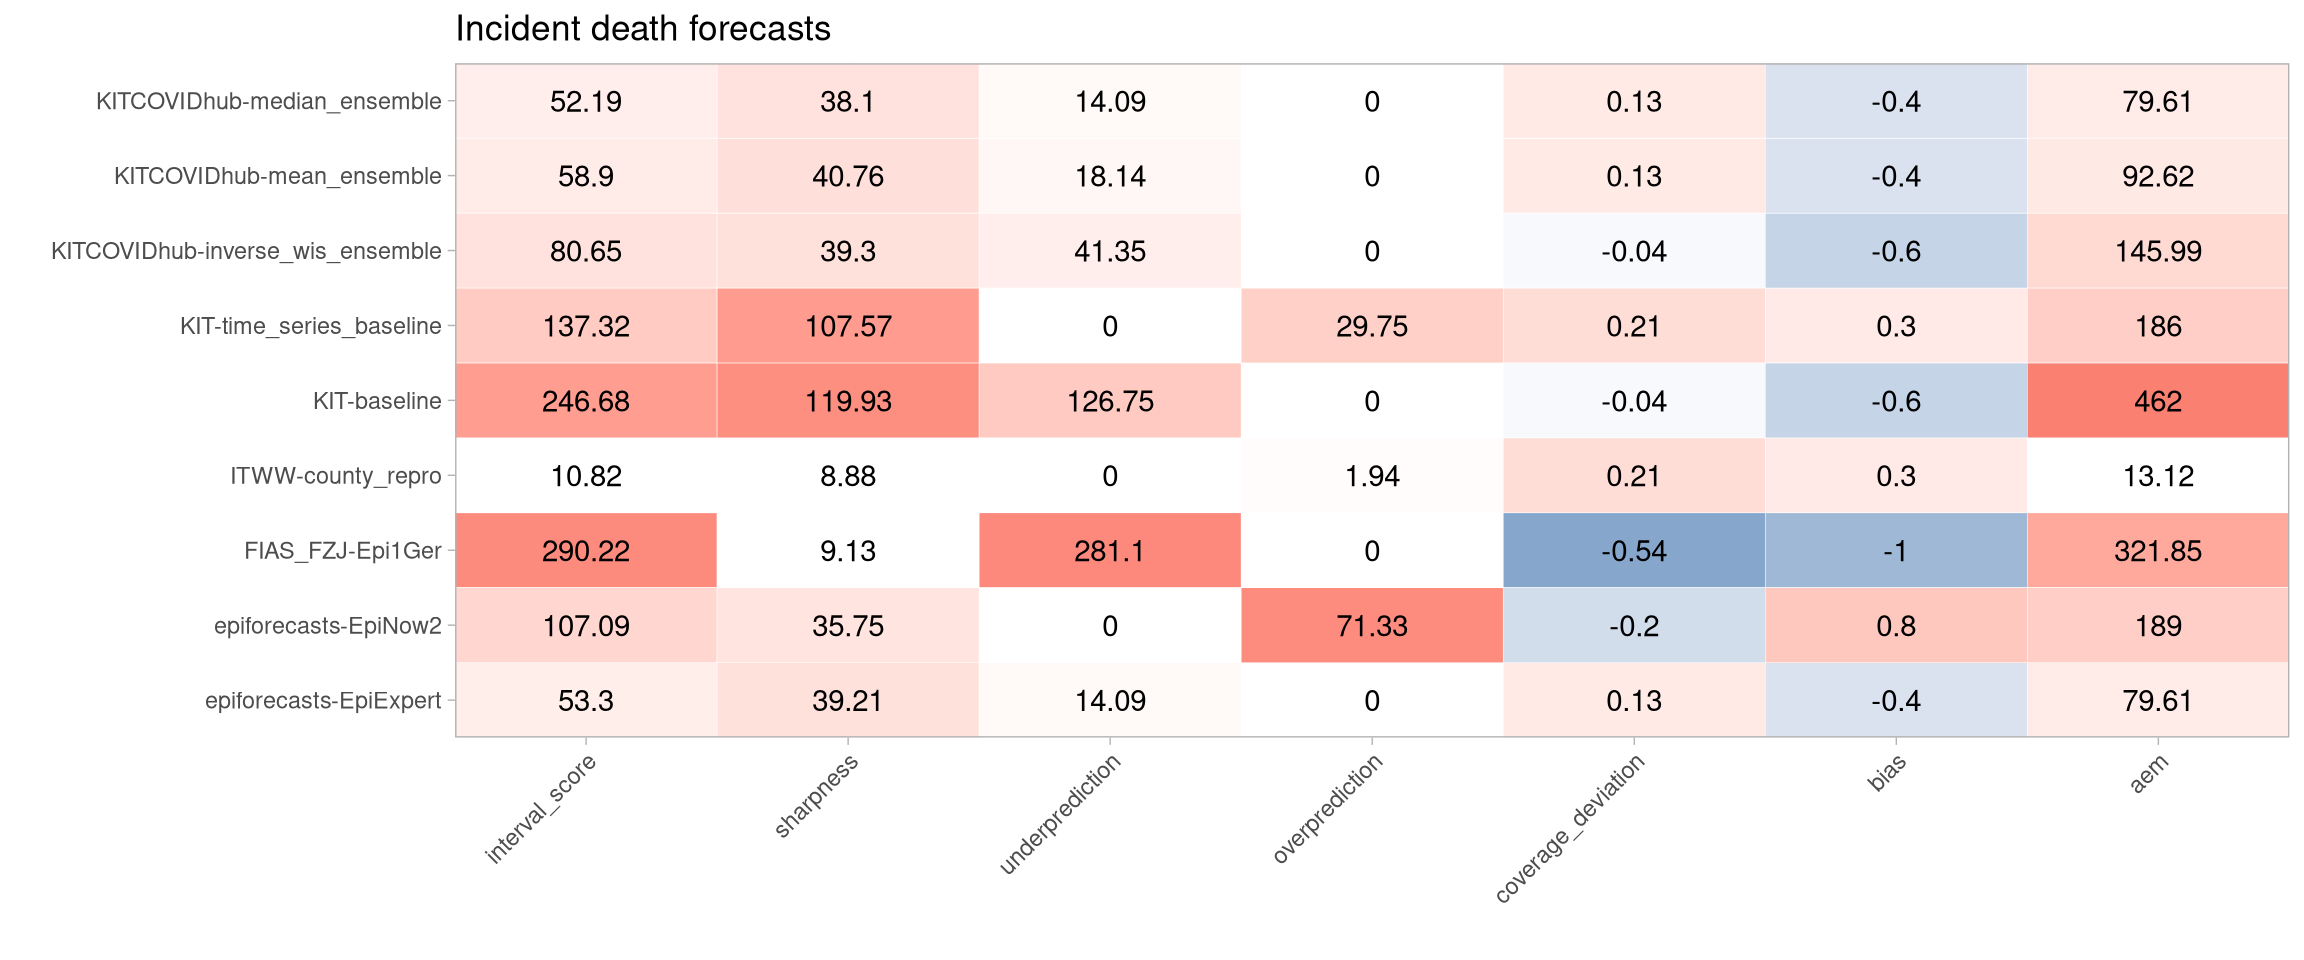 Incident death forecasts
KITCOVIDhub-median_ensemble 52.19 38.1 14.09 0 0.13 -0.4 79.61
KITCOVIDhub-mean_ensemble 58.9 40.76 18.14 0 0.13 -0.4 92.62
KITCOVIDhub-inverse_wis_ensemble 80.65 39.3 41.35 0 -0.04 -0.6 145.99
KIT-time_series_baseline 137.32 107.57 0 29.75 0.21 0.3 186
KIT-baseline 246.68 119.93 126.75 0 -0.04 -0.6 462
ITWW-county_repro 10.82 8.88 0 1.94 0.21 0.3 13.12
FIAS_FZJ-Epi1Ger 290.22 9.13 281.1 0 -0.54 -1 321.85
epiforecasts-EpiNow2 107.09 35.75 0 71.33 -0.2 0.8 189
epiforecasts-EpiExpert 53.3 39.21 14.09 0 0.13 -0.4 79.61
interval_score sharpness underprediction overprediction coverage_deviation bias aem